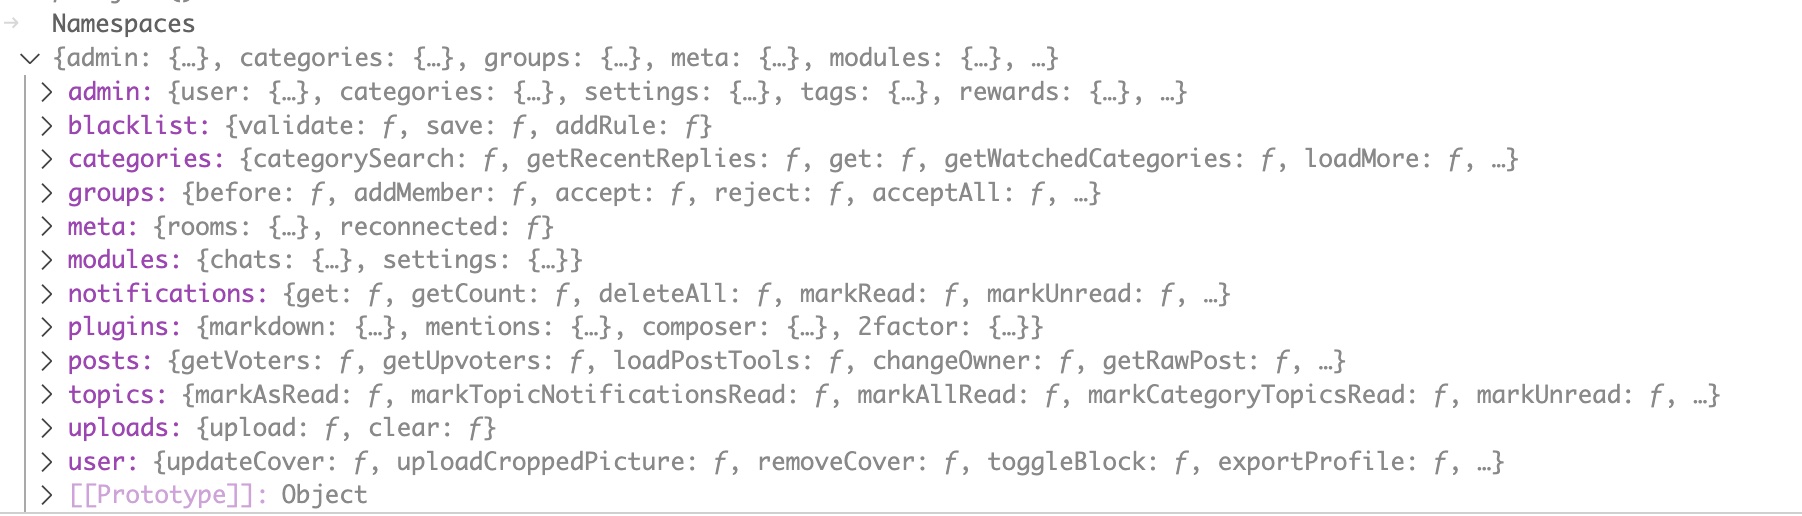 Namespaces
{admin: {…}, categories: {…}, groups: {…}, meta: {…}, modules: {…}, …}
admin: {user: {…}, categories: {…}, settings: {…}, tags: {…}, rewards: {…}, …}
blacklist: {validate: ƒ, save: ƒ, addRule: ƒ}
categories: {categorySearch: ƒ, getRecentReplies: ƒ, get: ƒ, getWatchedCategories: ƒ, loadMore: ƒ, …}
groups: {before: ƒ, addMember: ƒ, accept: ƒ, reject: ƒ, acceptAll: ƒ, …}
meta: {rooms: {…}, reconnected: ƒ}
modules: {chats: {…}, settings: {…}}
notifications: {get: ƒ, getCount: ƒ, deleteAll: ƒ, markRead: ƒ, markUnread: ƒ, …}
plugins: {markdown: {…}, mentions: {…}, composer: {…}, 2factor: {…}}
posts: {getVoters: ƒ, getUpvoters: ƒ, loadPostTools: ƒ, changeOwner: ƒ, getRawPost: ƒ, …}
topics: {markAsRead: ƒ, markTopicNotificationsRead: ƒ, markAllRead: ƒ, markCategoryTopicsRead: ƒ, markUnread: ƒ, …}
uploads: {upload: ƒ, clear: ƒ}
user: {updateCover: ƒ, uploadCroppedPicture: ƒ, removeCover: ƒ, toggleBlock: ƒ, exportProfile: ƒ, …}
[[Prototype]]: Object